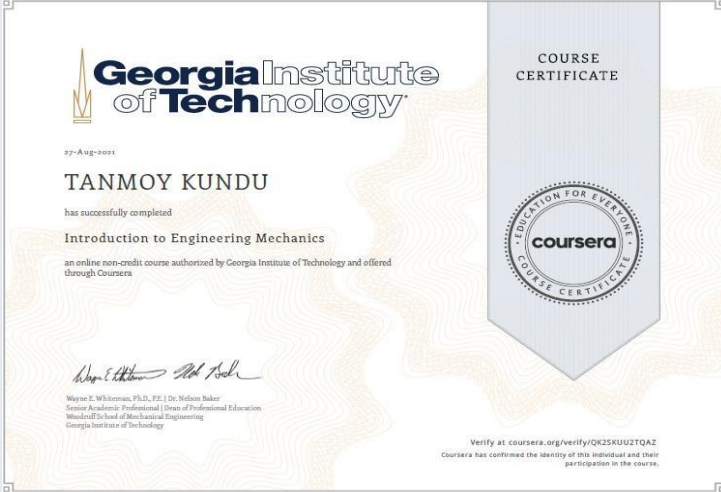 Georgia Institute
of Technology
COURSE
CERTIFICATE
27-Aug-2021
TANMOY KUNDU
has successfully completed
Introduction to Engineering Mechanics
an online non-credit course authorized by Georgia Institute of Technology and offered
through Coursera
EDUCATION FOR EVERYONE
coursera
COURSE CERTIFICATE
Wayne E. Whiteman, Ph.D., P.E. | Dr. Nelson Baker
Senior Academic Professional | Dean of Professional Education
Woodruff School of Mechanical Engineering
Georgia Institute of Technology
Verify at coursera.org/verify/QK2SKUU2TQAZ
Coursera has confirmed the identity of this individual and their
participation in the course.